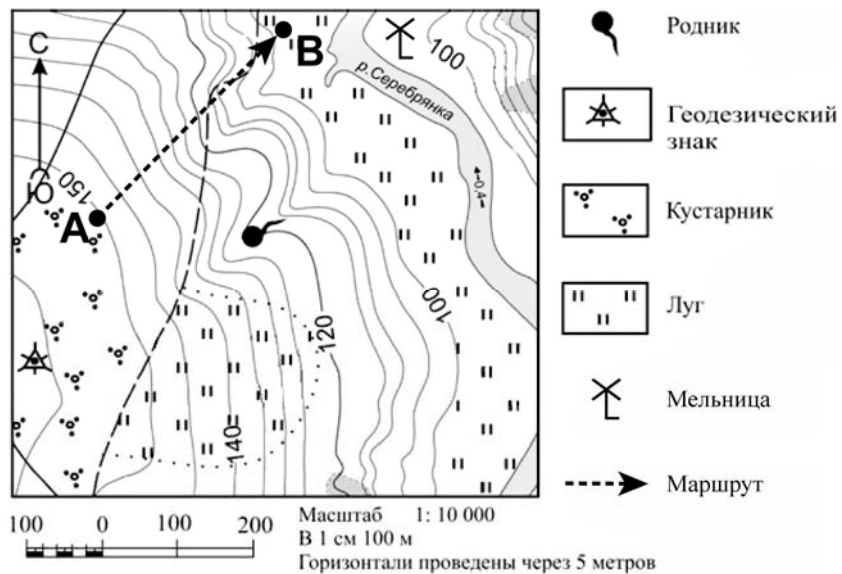 С
Ю
А
В
150
р. Серебрянка
100
0,4
100
120
140
Родник
Геодезический
знак
Кустарник
Луг
Мельница
Маршрут
100 0 100 200
Масштаб 1: 10 000
В 1 см 100 м
Горизонтали проведены через 5 метров